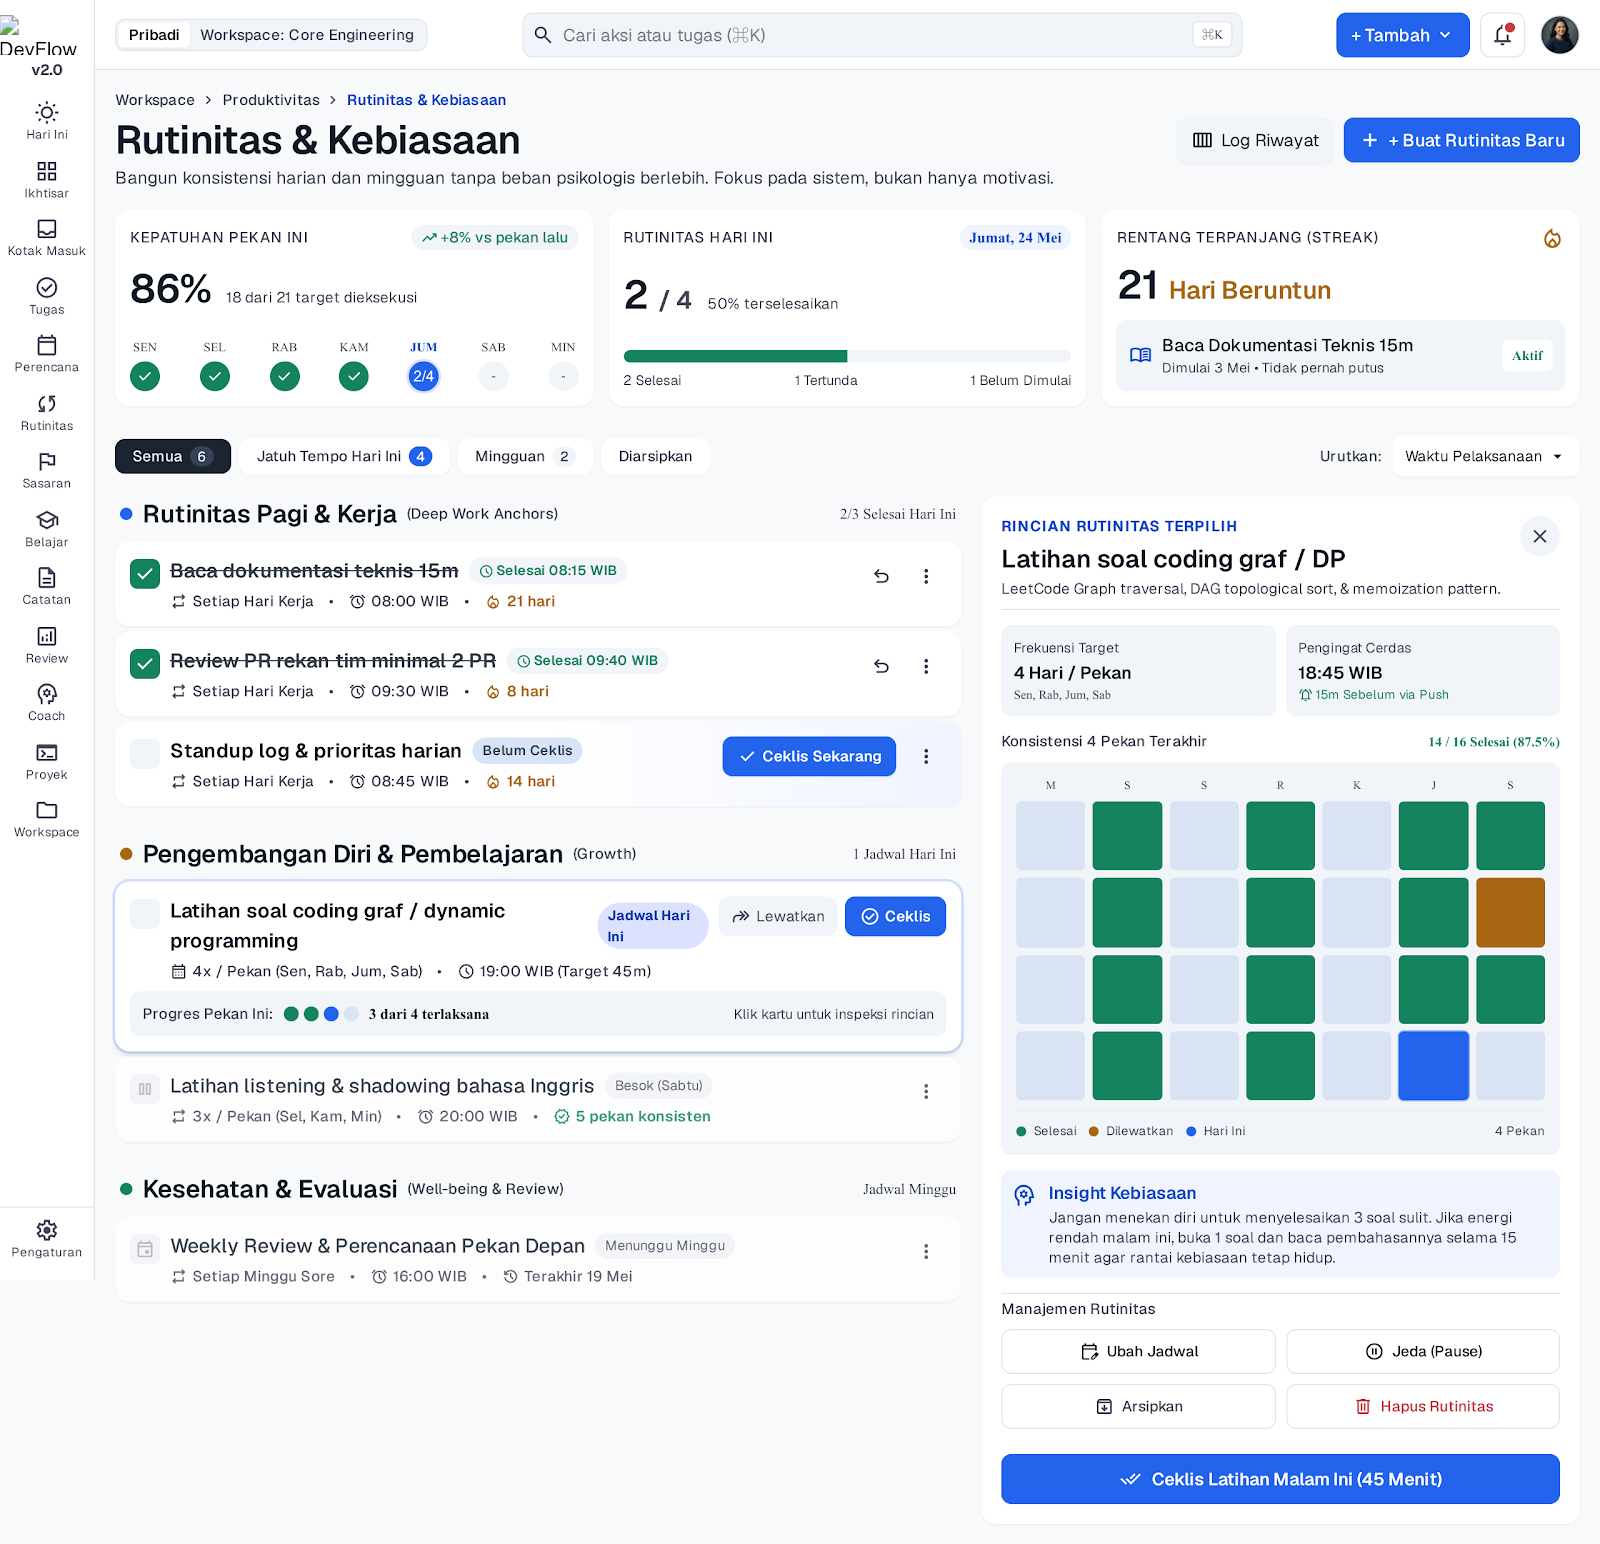 DevFlow
v2.0
Hari Ini
Ikhtisar
Kotak Masuk
Tugas
Perencana
Rutinitas
Sasaran
Belajar
Catatan
Review
Coach
Proyek
Workspace
Pengaturan
Pribadi
Workspace: Core Engineering
Cari aksi atau tugas (⌘K)
⌘K
+ Tambah
Workspace > Produktivitas > Rutinitas & Kebiasaan
Rutinitas & Kebiasaan
Bangun konsistensi harian dan mingguan tanpa beban psikologis berlebih. Fokus pada sistem, bukan hanya motivasi.
Log Riwayat
+ Buat Rutinitas Baru
KEPATUHAN PEKAN INI
+8% vs pekan lalu
86% 18 dari 21 target dieksekusi
SEN SEL RAB KAM JUM SAB MIN
2/4 - -
RUTINITAS HARI INI
Jumat, 24 Mei
2 / 4 50% terselesaikan
2 Selesai 1 Tertunda 1 Belum Dimulai
RENTANG TERPANJANG (STREAK)
21 Hari Beruntun
Baca Dokumentasi Teknis 15m
Dimulai 3 Mei • Tidak pernah putus
Aktif
Semua 6
Jatuh Tempo Hari Ini 4
Mingguan 2
Diarsipkan
Urutkan: Waktu Pelaksanaan
Rutinitas Pagi & Kerja (Deep Work Anchors) 2/3 Selesai Hari Ini
Baca dokumentasi teknis 15m Selesai 08:15 WIB
Setiap Hari Kerja • 08:00 WIB • 21 hari
Review PR rekan tim minimal 2 PR Selesai 09:40 WIB
Setiap Hari Kerja • 09:30 WIB • 8 hari
Standup log & prioritas harian Belum Ceklis
Setiap Hari Kerja • 08:45 WIB • 14 hari
Ceklis Sekarang
Pengembangan Diri & Pembelajaran (Growth) 1 Jadwal Hari Ini
Latihan soal coding graf / dynamic
programming
Jadwal Hari
Ini
Lewatkan
Ceklis
4x / Pekan (Sen, Rab, Jum, Sab) • 19:00 WIB (Target 45m)
Progres Pekan Ini: 3 dari 4 terlaksana
Klik kartu untuk inspeksi rincian
Latihan listening & shadowing bahasa Inggris Besok (Sabtu)
3x / Pekan (Sel, Kam, Min) • 20:00 WIB • 5 pekan konsisten
Kesehatan & Evaluasi (Well-being & Review) Jadwal Minggu
Weekly Review & Perencanaan Pekan Depan Menunggu Minggu
Setiap Minggu Sore • 16:00 WIB • Terakhir 19 Mei
RINCIAN RUTINITAS TERPILIH
Latihan soal coding graf / DP
LeetCode Graph traversal, DAG topological sort, & memoization pattern.
Frekuensi Target
4 Hari / Pekan
Sen, Rab, Jum, Sab
Pengingat Cerdas
18:45 WIB
15m Sebelum via Push
Konsistensi 4 Pekan Terakhir 14 / 16 Selesai (87.5%)
M S S R K J S
Selesai Dilewatkan Hari Ini 4 Pekan
Insight Kebiasaan
Jangan menekan diri untuk menyelesaikan 3 soal sulit. Jika energi
rendah malam ini, buka 1 soal dan baca pembahasannya selama 15
menit agar rantai kebiasaan tetap hidup.
Manajemen Rutinitas
Ubah Jadwal
Jeda (Pause)
Arsipkan
Hapus Rutinitas
Ceklis Latihan Malam Ini (45 Menit)